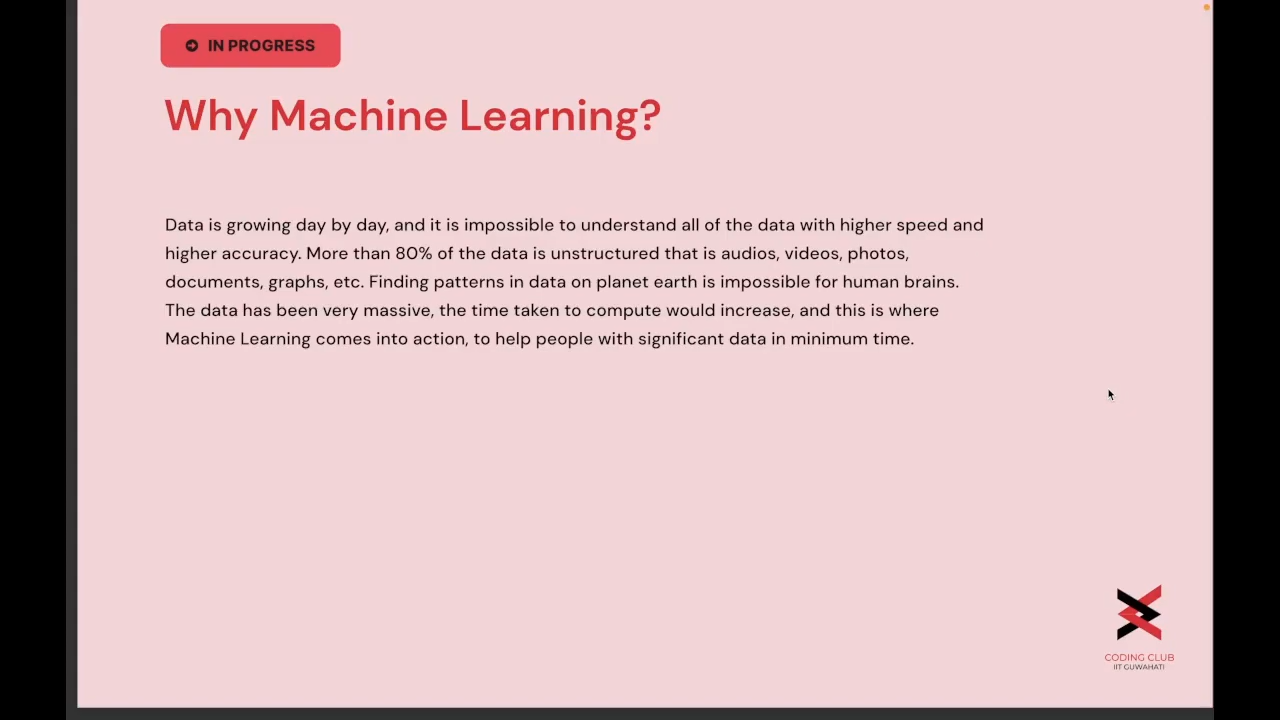 IN PROGRESS
Why Machine Learning?
Data is growing day by day, and it is impossible to understand all of the data with higher speed and
higher accuracy. More than 80% of the data is unstructured that is audios, videos, photos,
documents, graphs, etc. Finding patterns in data on planet earth is impossible for human brains.
The data has been very massive, the time taken to compute would increase, and this is where
Machine Learning comes into action, to help people with significant data in minimum time.
CODING CLUB
IIT GUWAHATI